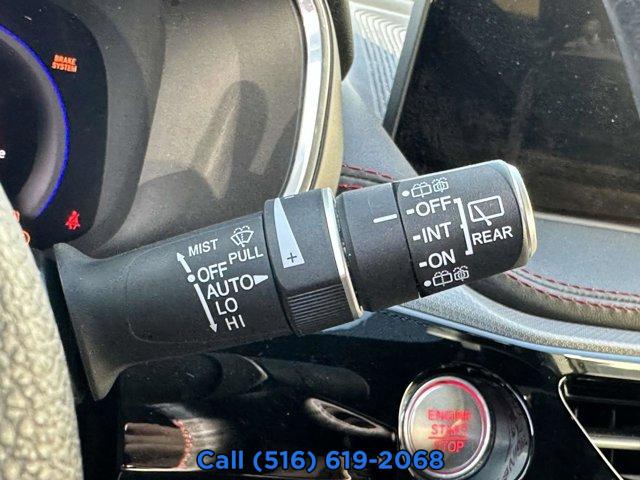 BRAKE
SYSTEM
MIST
PULL
OFF
AUTO
LO
HI
OFF
INT
ON
REAR
ENGINE
START
STOP
Call (516) 619-2068